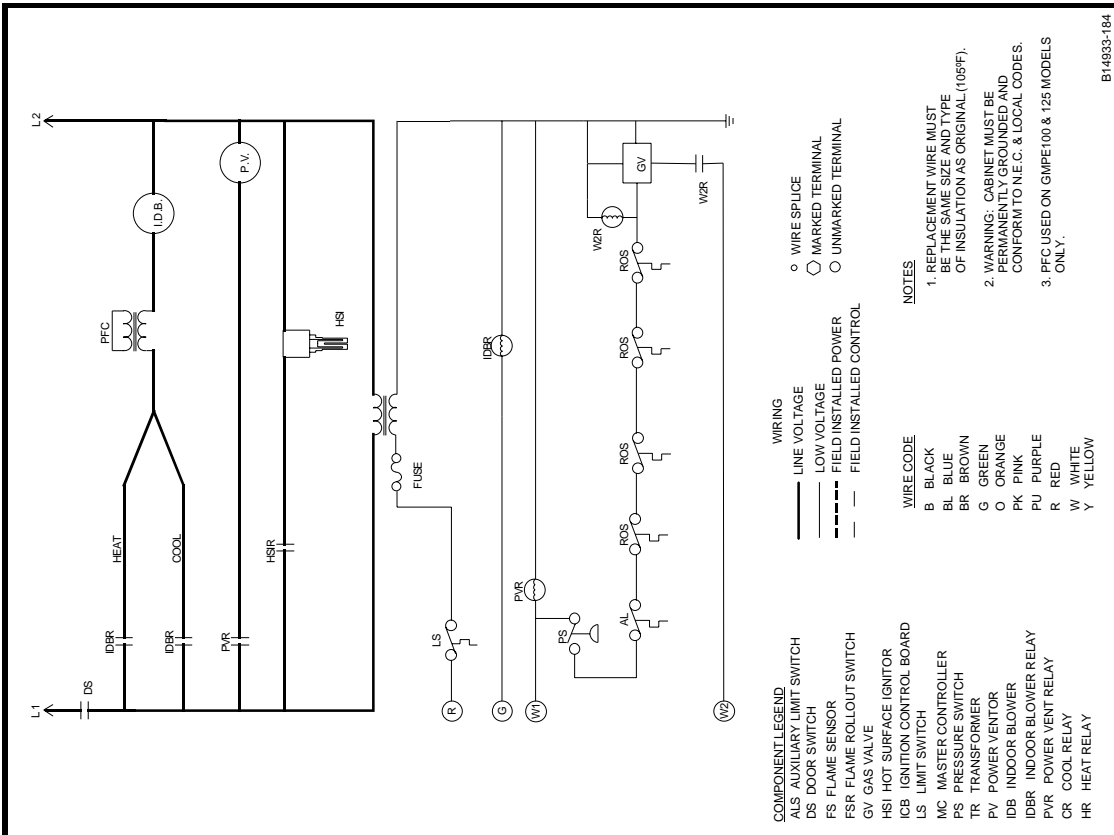 L1
L2
DS
IDBR
HEAT
IDBR
COOL
PFC
I.D.B.
PVR
P.V.
HSIR
HSI
FUSE
LS
R
G
IDBR
W1
PVR
PS
AL
ROS
ROS
ROS
ROS
W2R
GV
W2R
W2
COMPONENT LEGEND
ALS AUXILIARY LIMIT SWITCH
DS DOOR SWITCH
FS FLAME SENSOR
FSR FLAME ROLLOUT SWITCH
GV GAS VALVE
HSI HOT SURFACE IGNITOR
ICB IGNITION CONTROL BOARD
LS LIMIT SWITCH
MC MASTER CONTROLLER
PS PRESSURE SWITCH
TR TRANSFORMER
PV POWER VENTOR
IDB INDOOR BLOWER
IDBR INDOOR BLOWER RELAY
PVR POWER VENT RELAY
CR COOL RELAY
HR HEAT RELAY
WIRING
LINE VOLTAGE
LOW VOLTAGE
FIELD INSTALLED POWER
FIELD INSTALLED CONTROL
WIRE SPLICE
MARKED TERMINAL
UNMARKED TERMINAL
WIRE CODE
B BLACK
BL BLUE
BR BROWN
G GREEN
O ORANGE
PK PINK
PU PURPLE
R RED
W WHITE
Y YELLOW
NOTES
1. REPLACEMENT WIRE MUST
BE THE SAME SIZE AND TYPE
OF INSULATION AS ORIGINAL.(105ºF).
2. WARNING: CABINET MUST BE
PERMANENTLY GROUNDED AND
CONFORM TO N.E.C. & LOCAL CODES.
3. PFC USED ON GMPE100 & 125 MODELS
ONLY.
B14933-184